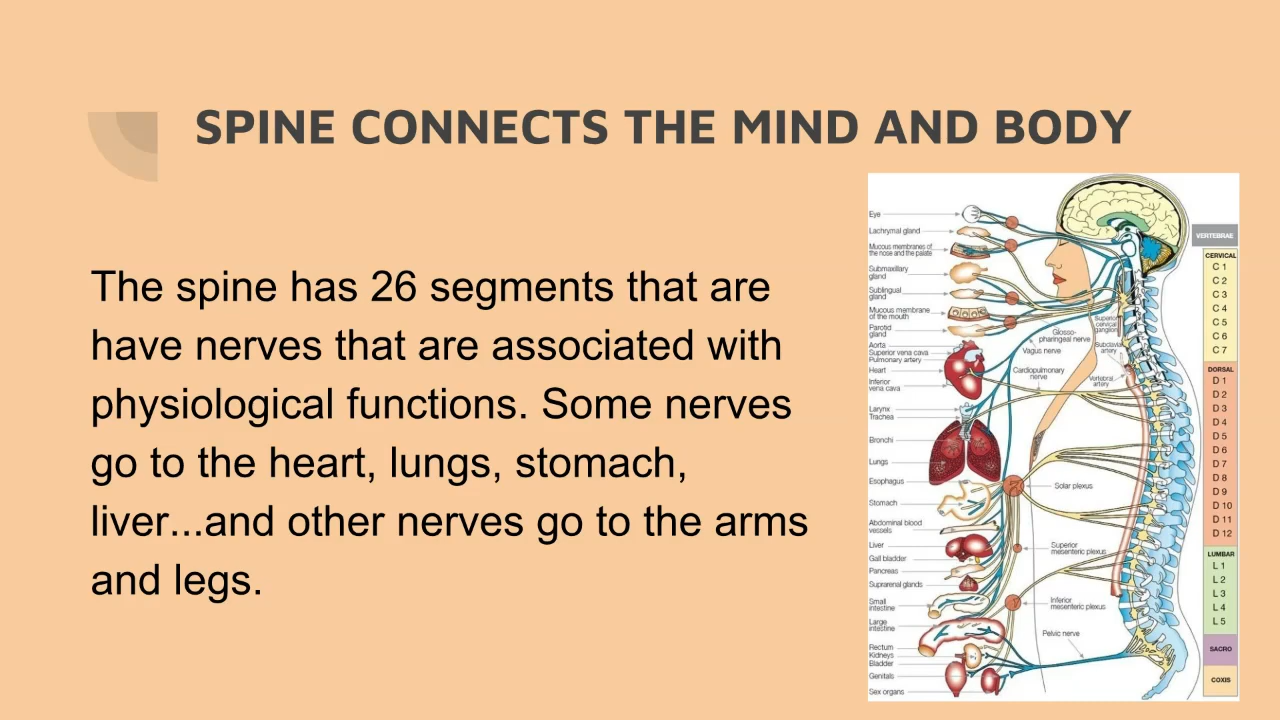 SPINE CONNECTS THE MIND AND BODY
The spine has 26 segments that are
have nerves that are associated with
physiological functions. Some nerves
go to the heart, lungs, stomach,
liver...and other nerves go to the arms
and legs.
Eye
Lachrymal gland
Mucous membranes of
the nose and the palate
Submaxillary
gland
Sublingual
gland
Mucous membrane
of the mouth
Parotid
gland
Aorta
Superior vena cava
Pulmonary artery
Heart
Inferior
vena cava
Larynx
Trachea
Bronchi
Lungs
Esophagus
Stomach
Abdominal blood
vessels
Liver
Gall bladder
Pancreas
Suprarenal glands
Small
intestine
Large
intestine
Rectum
Kidneys
Bladder
Genitals
Sex organs
Superior
cervical
ganglion
Glosso-
pharyngeal nerve
Vagus nerve
Subclavian
artery
Cardiopulmonary
nerve
Vertebral
artery
Solar plexus
Superior
mesenteric plexus
Inferior
mesenteric plexus
Pelvic nerve
VERTEBRAE
CERVICAL
C 1
C 2
C 3
C 4
C 5
C 6
C 7
DORSAL
D 1
D 2
D 3
D 4
D 5
D 6
D 7
D 8
D 9
D 10
D 11
D 12
LUMBAR
L 1
L 2
L 3
L 4
L 5
SACRO
COXIS